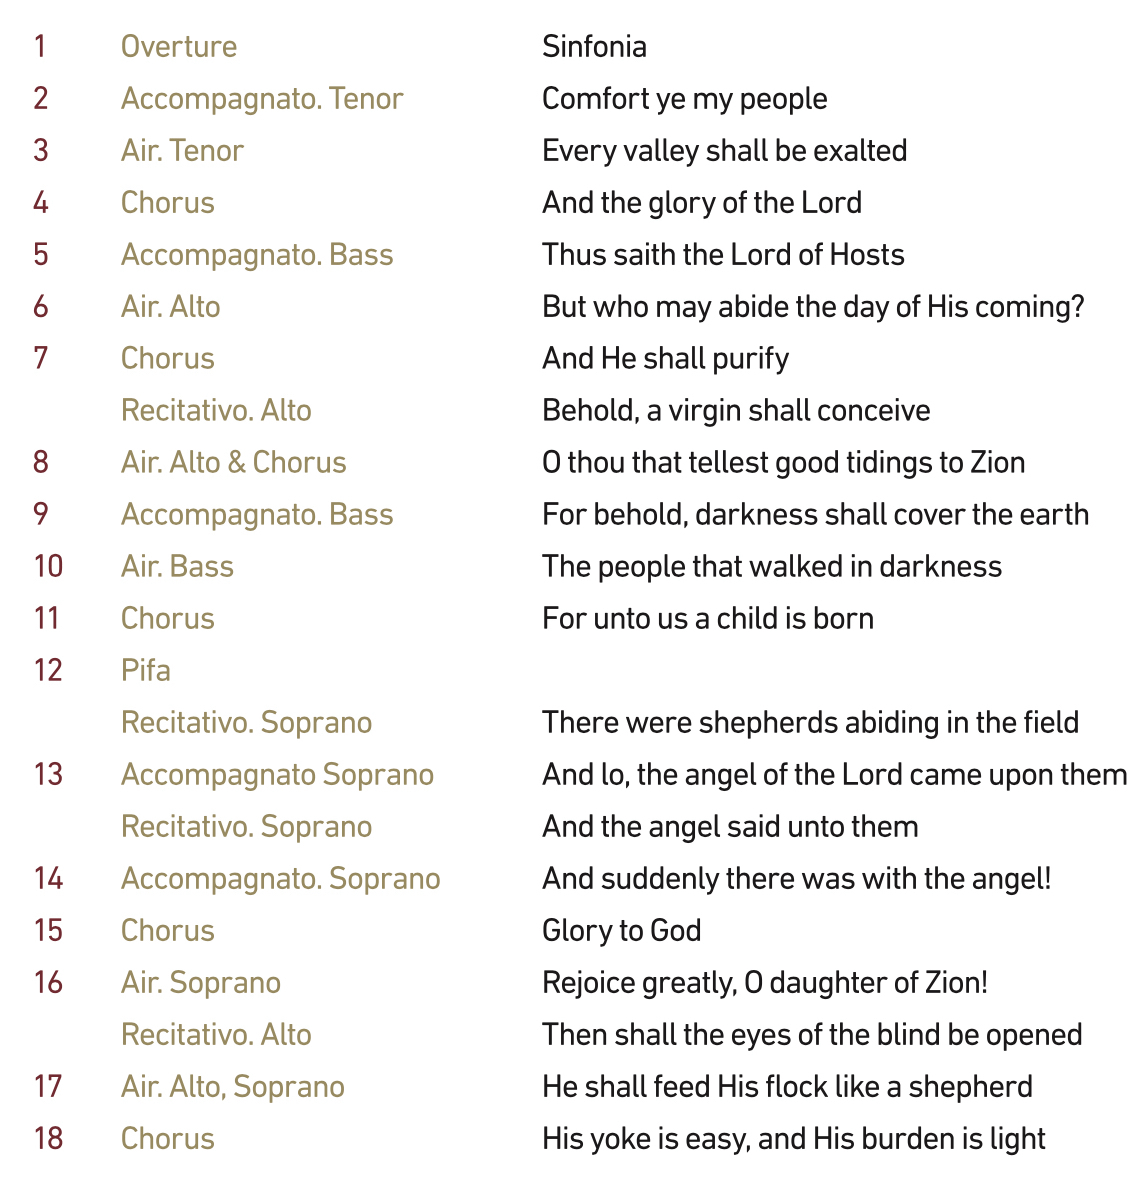 1 Overture Sinfonia
2 Accompagnato. Tenor Comfort ye my people
3 Air. Tenor Every valley shall be exalted
4 Chorus And the glory of the Lord
5 Accompagnato. Bass Thus saith the Lord of Hosts
6 Air. Alto But who may abide the day of His coming?
7 Chorus And He shall purify
Recitativo. Alto Behold, a virgin shall conceive
8 Air. Alto & Chorus O thou that tellest good tidings to Zion
9 Accompagnato. Bass For behold, darkness shall cover the earth
10 Air. Bass The people that walked in darkness
11 Chorus For unto us a child is born
12 Pifa
Recitativo. Soprano There were shepherds abiding in the field
13 Accompagnato Soprano And lo, the angel of the Lord came upon them
Recitativo. Soprano And the angel said unto them
14 Accompagnato. Soprano And suddenly there was with the angel!
15 Chorus Glory to God
16 Air. Soprano Rejoice greatly, O daughter of Zion!
Recitativo. Alto Then shall the eyes of the blind be opened
17 Air. Alto, Soprano He shall feed His flock like a shepherd
18 Chorus His yoke is easy, and His burden is light